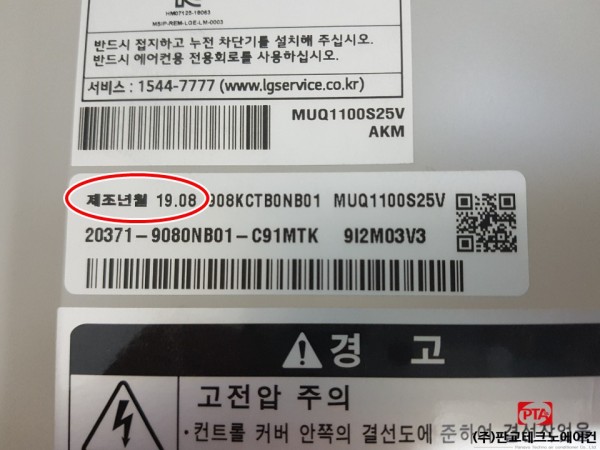 HM07125-18063
MSIP-REM-LGE-LM-0003
반드시 접지하고 누전 차단기를 설치해 주십시오.
반드시 에어컨용 전용회로를 사용하십시오.
서비스 : 1544-7777 (www.lgservice.co.kr)
MUQ1100S25V
AKM
제조년월 19.08 908KCTB0NB01 MUQ1100S25V
20371-9080NB01-C91MTK 9I2M03V3
경 고
고전압 주의
·컨트롤 커버 안쪽의 결선도에 준하여 결선작업을
PTA
(주)판교테크노에어컨